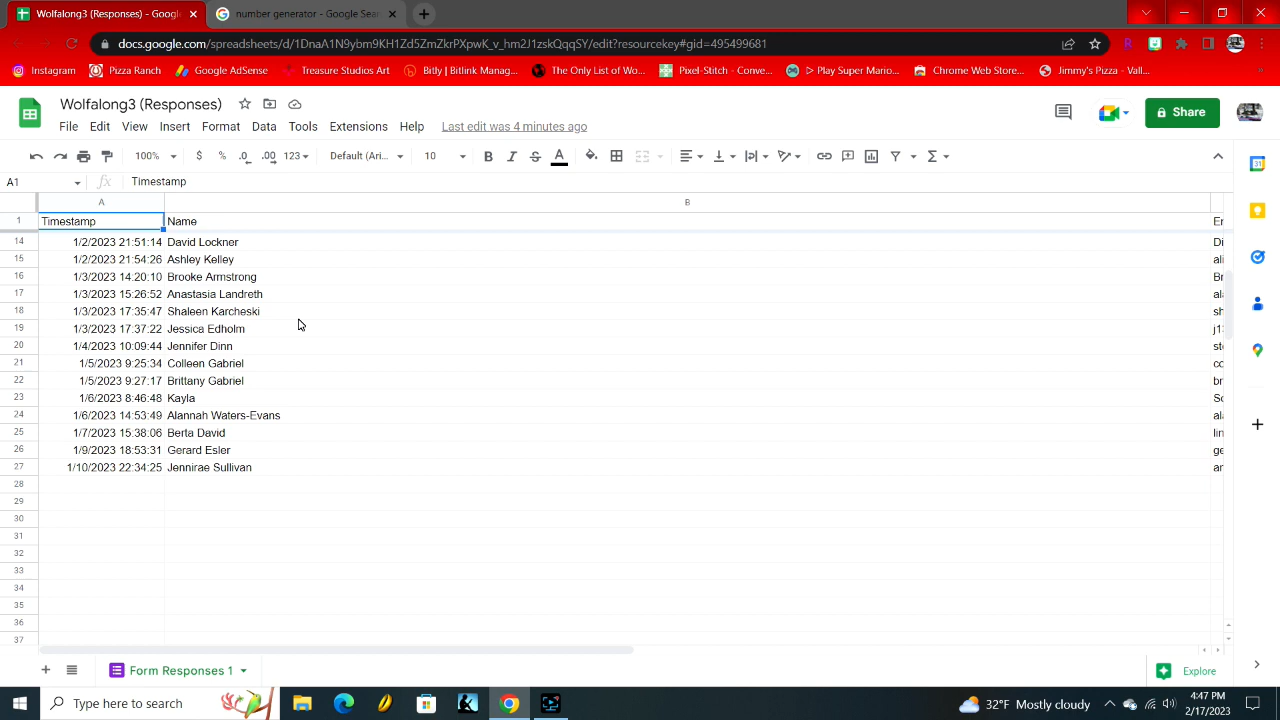 Wolfalong3 (Responses) - Goog
number generator - Google Sea
docs.google.com/spreadsheets/d/1DnaA1N9ybm9KH1Zd5ZmZkrPXpwK_v_hm2J1zskQqqSY/edit?resourcekey#gid=495499681
Instagram Pizza Ranch Google AdSense Treasure Studios Art Bitly | Bitlink Manag... The Only List of Wo... Pixel-Stitch - Conve... ▷ Play Super Mario... Chrome Web Store... Jimmy's Pizza - Vall...
Wolfalong3 (Responses)
File Edit View Insert Format Data Tools Extensions Help Last edit was 4 minutes ago
Share
100% $ % .0 .00 123 Default (Ari... 10 B I S A
A1 fx Timestamp
A B
1 Timestamp Name
14 1/2/2023 21:51:14 David Lockner
15 1/2/2023 21:54:26 Ashley Kelley
16 1/3/2023 14:20:10 Brooke Armstrong
17 1/3/2023 15:26:52 Anastasia Landreth
18 1/3/2023 17:35:47 Shaleen Karcheski
19 1/3/2023 17:37:22 Jessica Edholm
20 1/4/2023 10:09:44 Jennifer Dinn
21 1/5/2023 9:25:34 Colleen Gabriel
22 1/5/2023 9:27:17 Brittany Gabriel
23 1/6/2023 8:46:48 Kayla
24 1/6/2023 14:53:49 Alannah Waters-Evans
25 1/7/2023 15:38:06 Berta David
26 1/9/2023 18:53:31 Gerard Esler
27 1/10/2023 22:34:25 Jennirae Sullivan
28
29
30
31
32
33
34
35
36
37
Form Responses 1
Explore
Type here to search
32°F Mostly cloudy
4:47 PM
2/17/2023